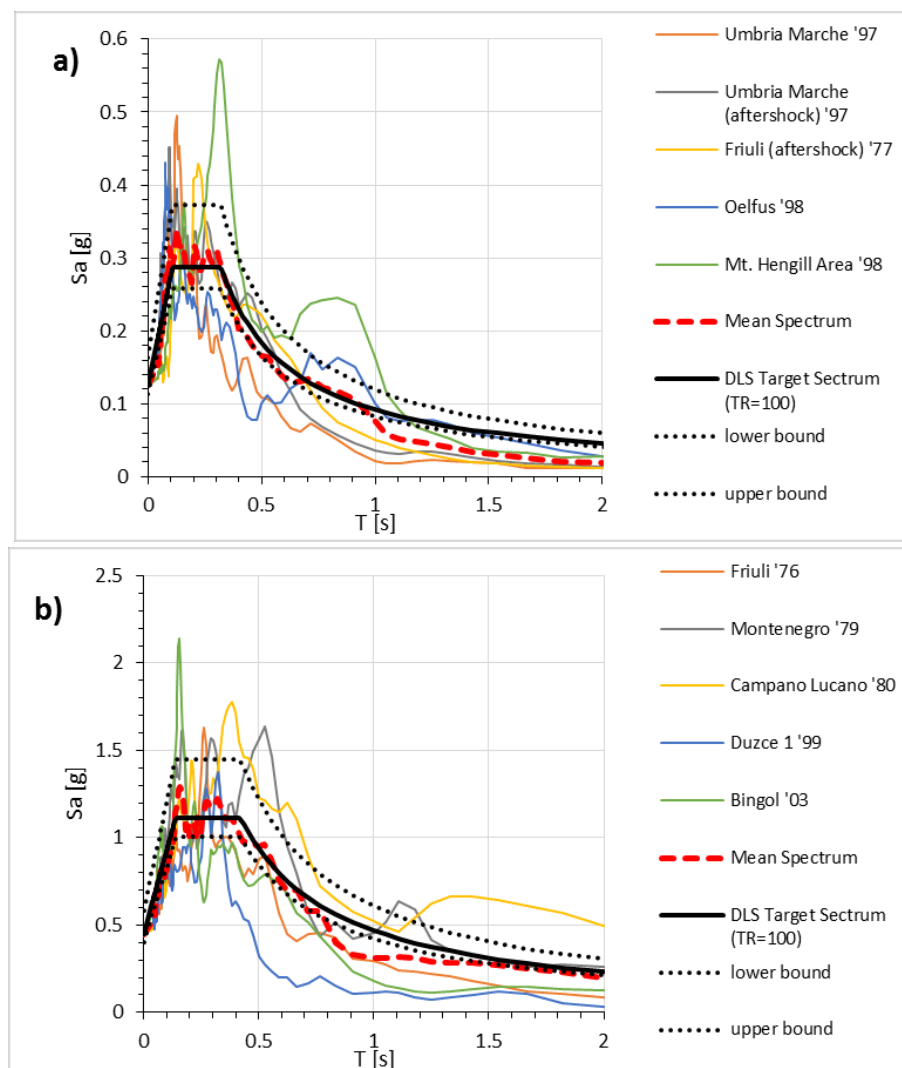 a)
0.6
0.5
0.4
0.3
0.2
0.1
0
Sa [g]
0
0.5
1
1.5
2
T [s]
Umbria Marche '97
Umbria Marche
(aftershock) '97
Friuli (aftershock) '77
Oelfus '98
Mt. Hengill Area '98
Mean Spectrum
DLS Target Sectrum
(TR=100)
lower bound
upper bound
b)
2.5
2
1.5
1
0.5
0
Sa [g]
0
0.5
1
1.5
2
T [s]
Friuli '76
Montenegro '79
Campano Lucano '80
Duzce 1 '99
Bingol '03
Mean Spectrum
DLS Target Sectrum
(TR=100)
lower bound
upper bound